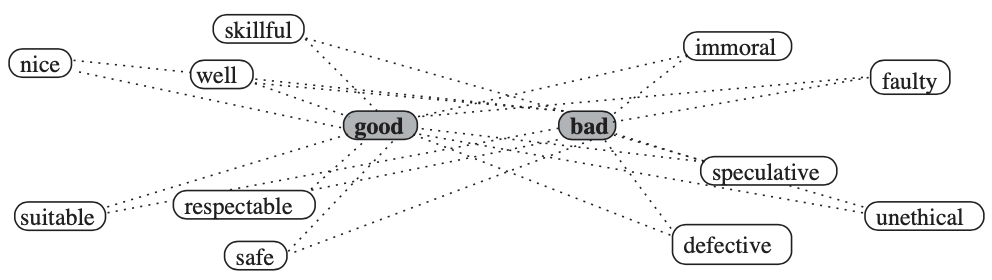 skillful
immoral
nice
well
faulty
good
bad
speculative
suitable
respectable
unethical
safe
defective